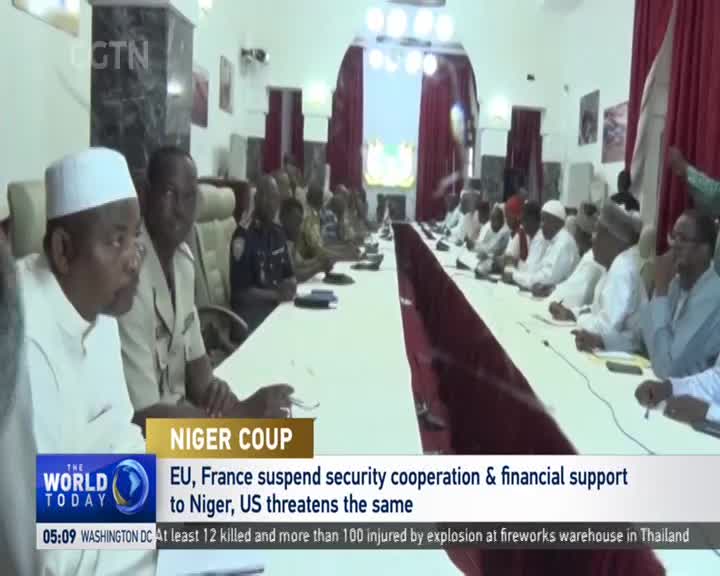 CGTN
NIGER COUP
EU, France suspend security cooperation & financial support
to Niger, US threatens the same
THE
WORLD
TODAY
05:09 WASHINGTON DC
At least 12 killed and more than 100 injured by explosion at fireworks warehouse in Thailand